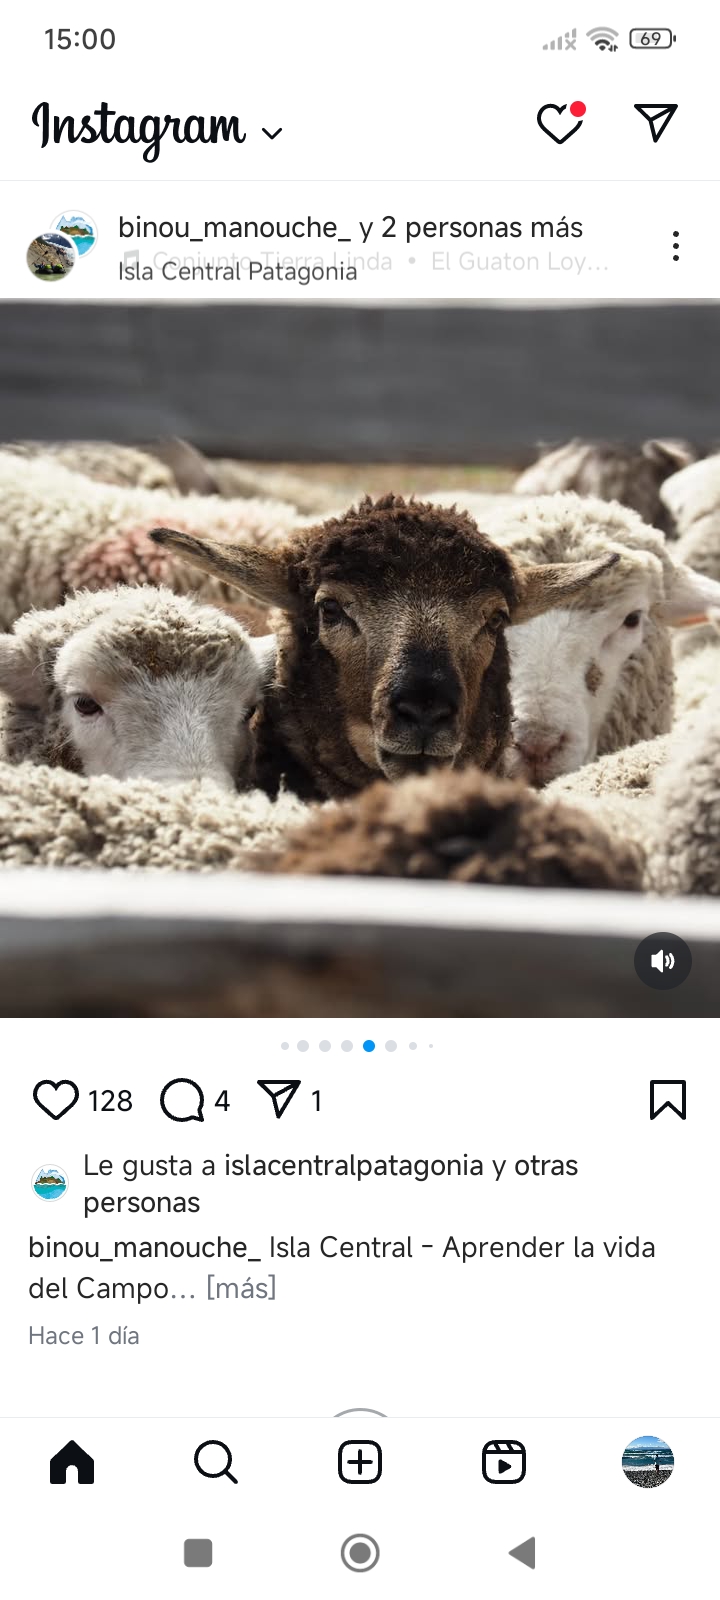 15:00
69
Instagram
binou_manouche_ y 2 personas más
Conjunto Tierra Linda • El Guaton Loy...
Isla Central Patagonia
128
4
1
Le gusta a islacentralpatagonia y otras
personas
binou_manouche_ Isla Central - Aprender la vida
del Campo... [más]
Hace 1 día